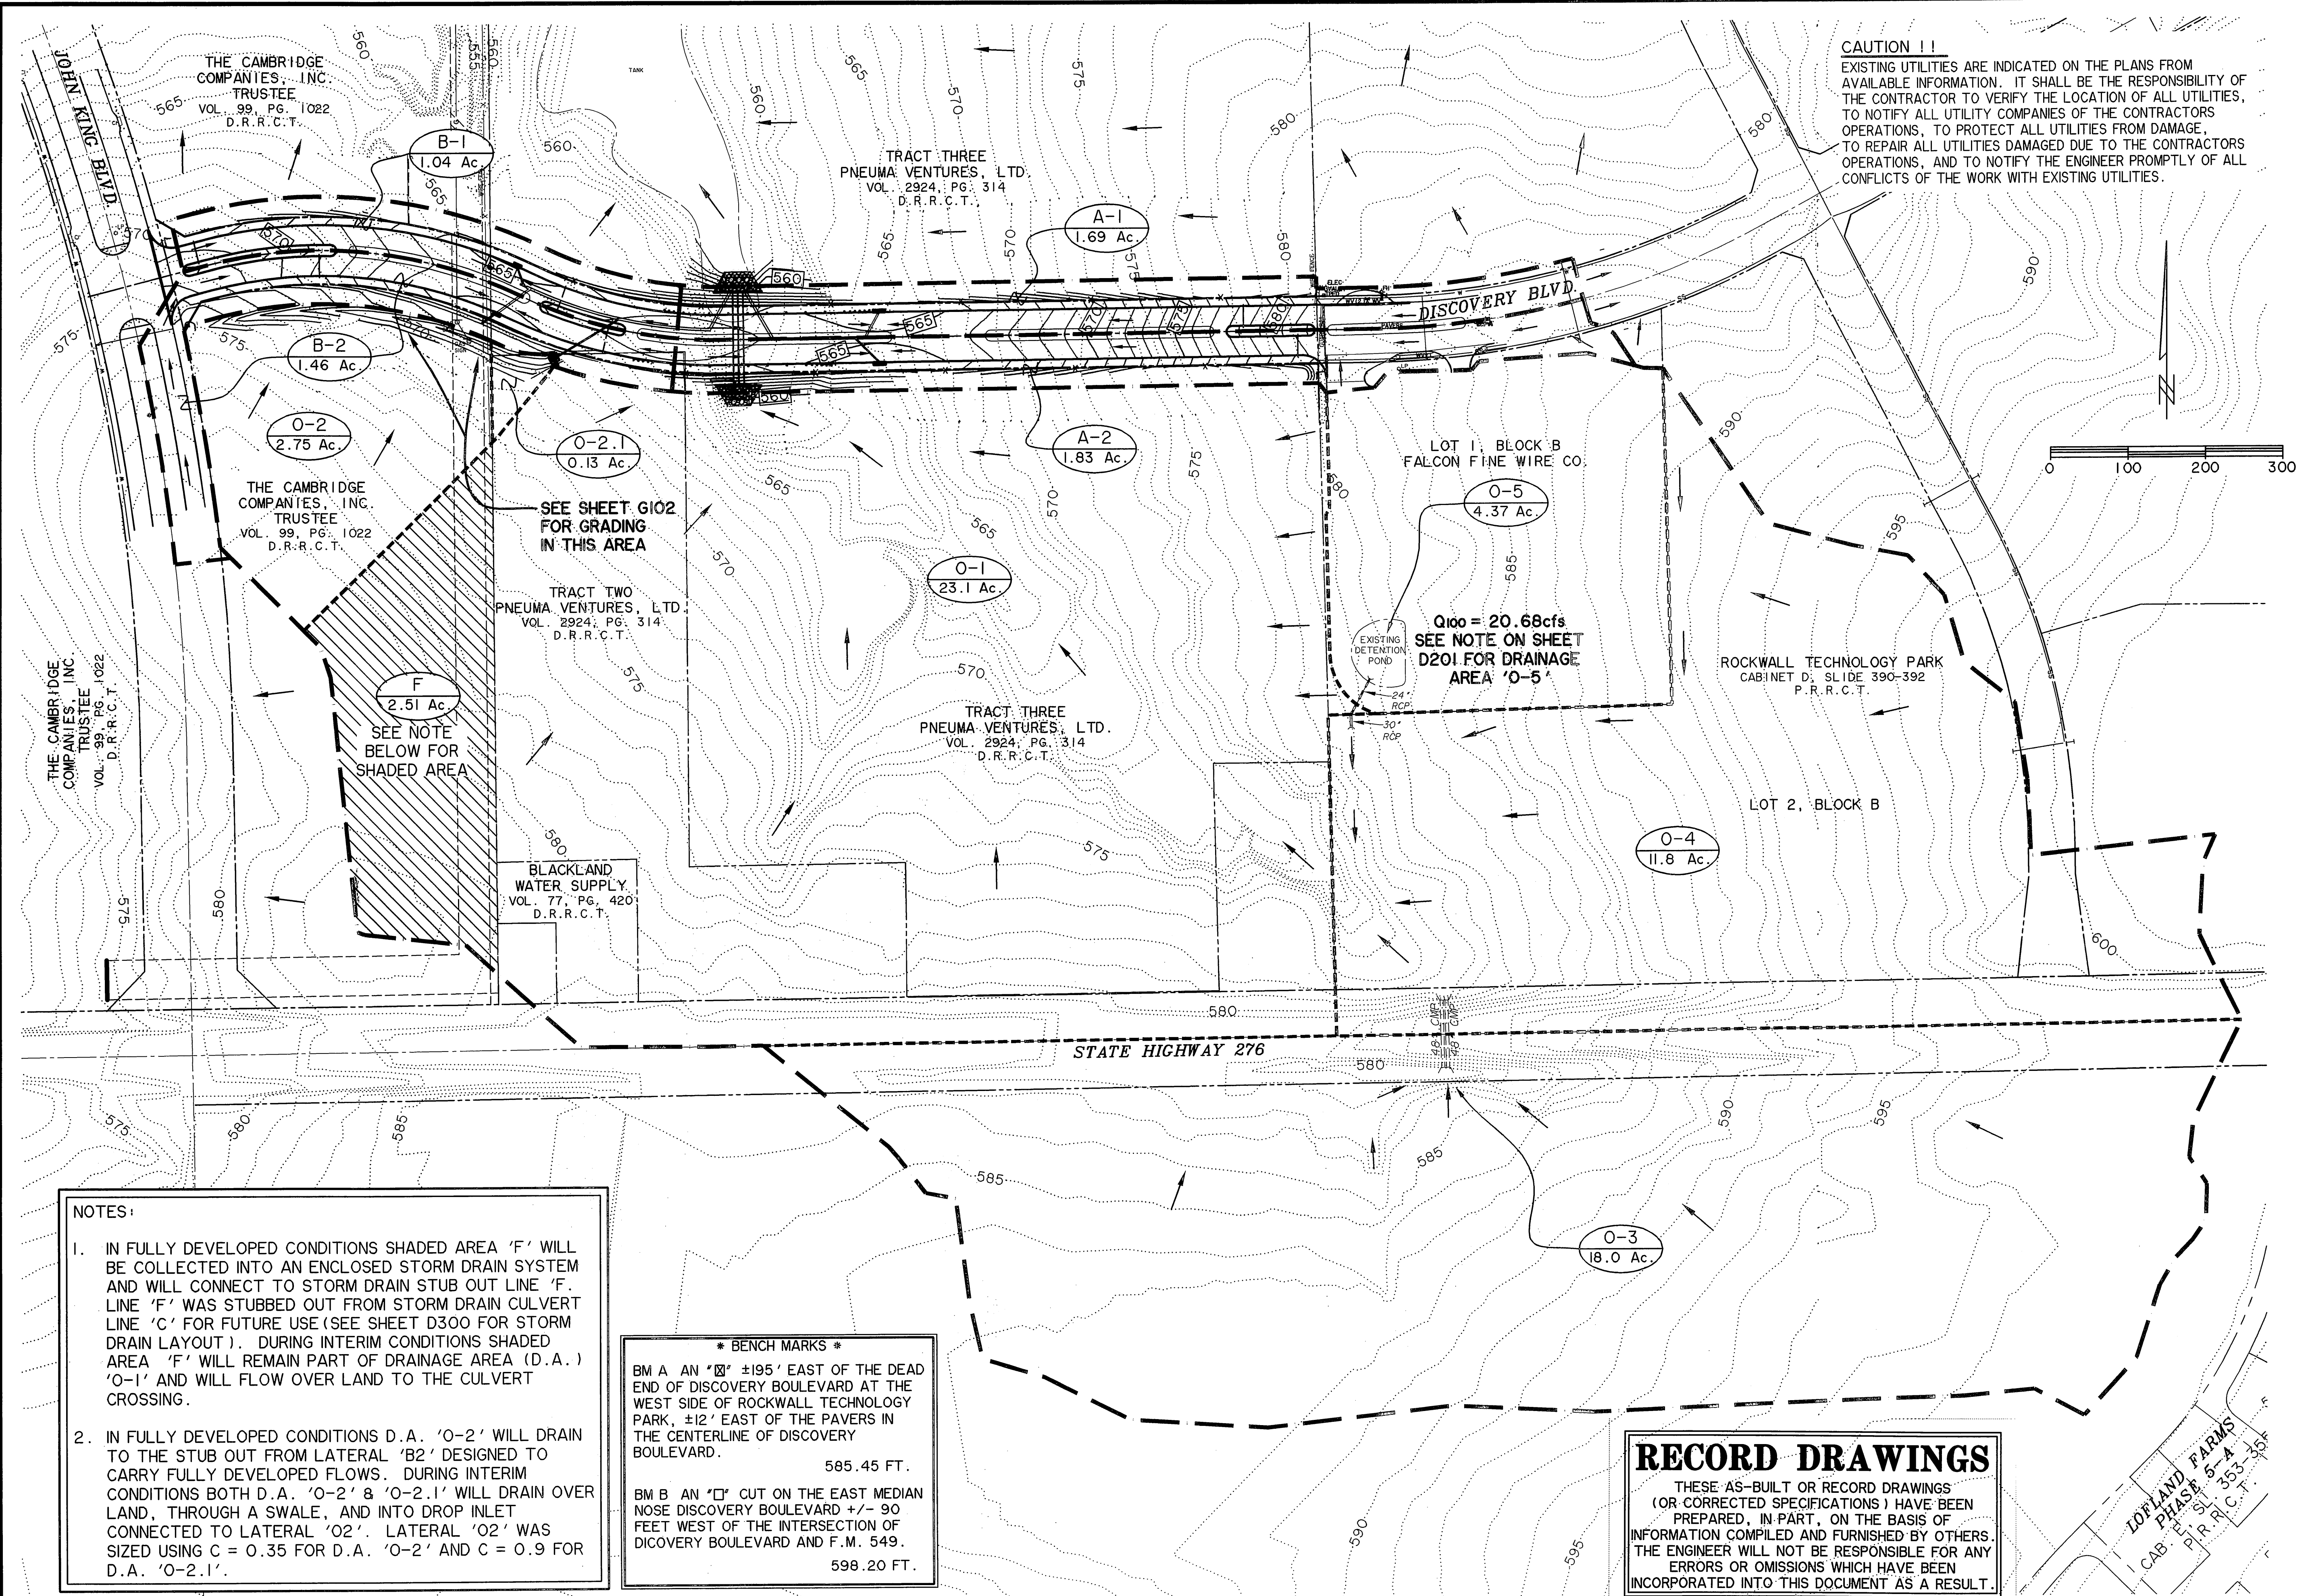 CAUTION !!
EXISTING UTILITIES ARE INDICATED ON THE PLANS FROM
AVAILABLE INFORMATION. IT SHALL BE THE RESPONSIBILITY OF
THE CONTRACTOR TO VERIFY THE LOCATION OF ALL UTILITIES,
TO NOTIFY ALL UTILITY COMPANIES OF THE CONTRACTORS
OPERATIONS, TO PROTECT ALL UTILITIES FROM DAMAGE,
TO REPAIR ALL UTILITIES DAMAGED DUE TO THE CONTRACTORS
OPERATIONS, AND TO NOTIFY THE ENGINEER PROMPTLY OF ALL
CONFLICTS OF THE WORK WITH EXISTING UTILITIES.
JOHN KING BLVD.
THE CAMBRIDGE
COMPANIES, INC.
TRUSTEE
VOL. 99, PG. 1022
D.R.R.C.T.
TANK
B-1
1.04 Ac.
TRACT THREE
PNEUMA VENTURES, LTD.
VOL. 2924, PG. 314
D.R.R.C.T.
A-1
1.69 Ac.
DISCOVERY BLVD.
B-2
1.46 Ac.
O-2
2.75 Ac.
O-2.1
0.13 Ac.
A-2
1.83 Ac.
LOT 1, BLOCK B
FALCON FINE WIRE CO.
O-5
4.37 Ac.
N
0 100 200 300
THE CAMBRIDGE
COMPANIES, INC.
TRUSTEE
VOL. 99, PG. 1022
D.R.R.C.T.
SEE SHEET G102
FOR GRADING
IN THIS AREA
TRACT TWO
PNEUMA VENTURES, LTD.
VOL. 2924, PG. 314
D.R.R.C.T.
O-1
23.1 Ac.
Q100 = 20.68cfs
SEE NOTE ON SHEET
D201 FOR DRAINAGE
AREA 'O-5'
EXISTING
DETENTION
POND
24"
RCP
30"
RCP
ROCKWALL TECHNOLOGY PARK
CABINET D, SLIDE 390-392
P.R.R.C.T.
THE CAMBRIDGE
COMPANIES, INC.
TRUSTEE
VOL. 99, PG. 1022
D.R.R.C.T.
F
2.51 Ac.
SEE NOTE
BELOW FOR
SHADED AREA
TRACT THREE
PNEUMA VENTURES, LTD.
VOL. 2924, PG. 314
D.R.R.C.T.
LOT 2, BLOCK B
O-4
11.8 Ac.
BLACKLAND
WATER SUPPLY
VOL. 77, PG. 420
D.R.R.C.T.
STATE HIGHWAY 276
48" CMP
48" CMP
O-3
18.0 Ac.
NOTES:
1. IN FULLY DEVELOPED CONDITIONS SHADED AREA 'F' WILL
BE COLLECTED INTO AN ENCLOSED STORM DRAIN SYSTEM
AND WILL CONNECT TO STORM DRAIN STUB OUT LINE 'F.
LINE 'F' WAS STUBBED OUT FROM STORM DRAIN CULVERT
LINE 'C' FOR FUTURE USE (SEE SHEET D300 FOR STORM
DRAIN LAYOUT). DURING INTERIM CONDITIONS SHADED
AREA 'F' WILL REMAIN PART OF DRAINAGE AREA (D.A.)
'O-1' AND WILL FLOW OVER LAND TO THE CULVERT
CROSSING.
2. IN FULLY DEVELOPED CONDITIONS D.A. 'O-2' WILL DRAIN
TO THE STUB OUT FROM LATERAL 'B2' DESIGNED TO
CARRY FULLY DEVELOPED FLOWS. DURING INTERIM
CONDITIONS BOTH D.A. 'O-2' & 'O-2.1' WILL DRAIN OVER
LAND, THROUGH A SWALE, AND INTO DROP INLET
CONNECTED TO LATERAL 'O2'. LATERAL 'O2' WAS
SIZED USING C = 0.35 FOR D.A. 'O-2' AND C = 0.9 FOR
D.A. 'O-2.1'.
* BENCH MARKS *
BM A AN "☒" ±195' EAST OF THE DEAD
END OF DISCOVERY BOULEVARD AT THE
WEST SIDE OF ROCKWALL TECHNOLOGY
PARK, ±12' EAST OF THE PAVERS IN
THE CENTERLINE OF DISCOVERY
BOULEVARD.
585.45 FT.
BM B AN "□" CUT ON THE EAST MEDIAN
NOSE DISCOVERY BOULEVARD +/- 90
FEET WEST OF THE INTERSECTION OF
DICOVERY BOULEVARD AND F.M. 549.
598.20 FT.
RECORD DRAWINGS
THESE AS-BUILT OR RECORD DRAWINGS
(OR CORRECTED SPECIFICATIONS) HAVE BEEN
PREPARED, IN PART, ON THE BASIS OF
INFORMATION COMPILED AND FURNISHED BY OTHERS.
THE ENGINEER WILL NOT BE RESPONSIBLE FOR ANY
ERRORS OR OMISSIONS WHICH HAVE BEEN
INCORPORATED INTO THIS DOCUMENT AS A RESULT.
LOFLAND FARMS
PHASE 5-A
P.R.R.C.T.